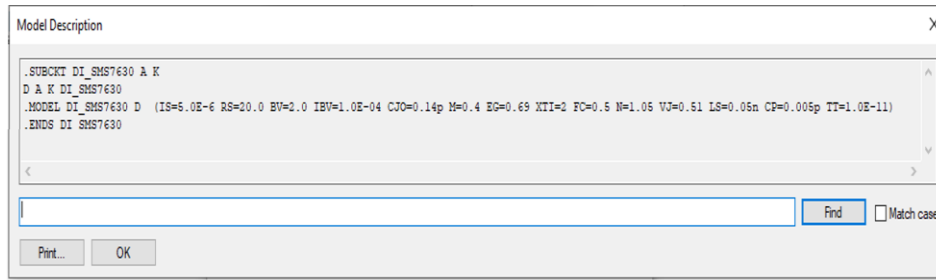 Model Description
.SUBCKT DI_SMS7630 A K
D A K DI_SMS7630
.MODEL DI_SMS7630 D (IS=5.0E-6 RS=20.0 BV=2.0 IBV=1.0E-04 CJO=0.14p M=0.4 EG=0.69 XTI=2 FC=0.5 N=1.05 VJ=0.51 LS=0.05n CP=0.005p TT=1.0E-11)
.ENDS DI SMS7630
Find
Match case
Print...
OK